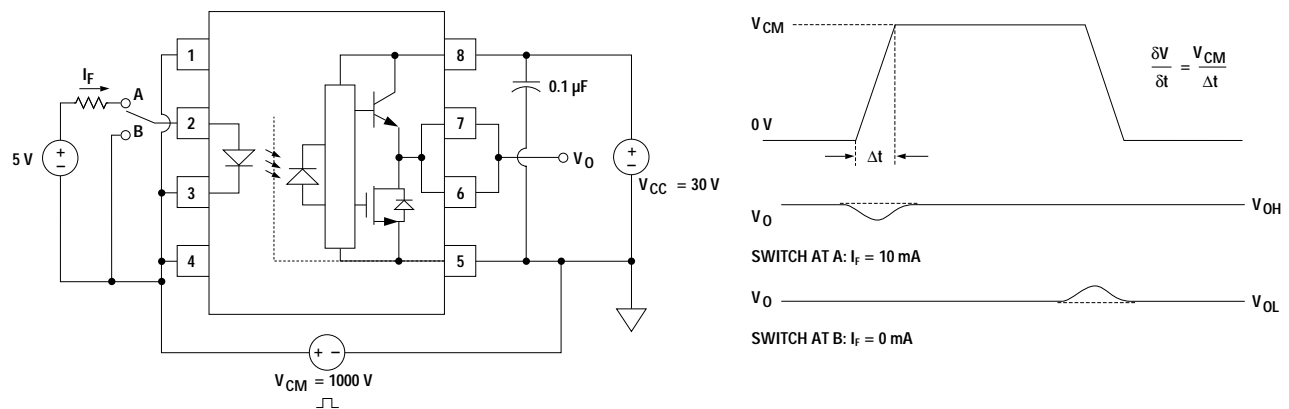 1
8
I_F
A
B
0.1 µF
2
7
5 V
+
−
V_O
+
−
3
6
V_CC = 30 V
4
5
+ −
V_CM = 1000 V
V_CM
δV
δt
=
V_CM
Δt
0 V
Δt
V_O
V_OH
SWITCH AT A: I_F = 10 mA
V_O
V_OL
SWITCH AT B: I_F = 0 mA